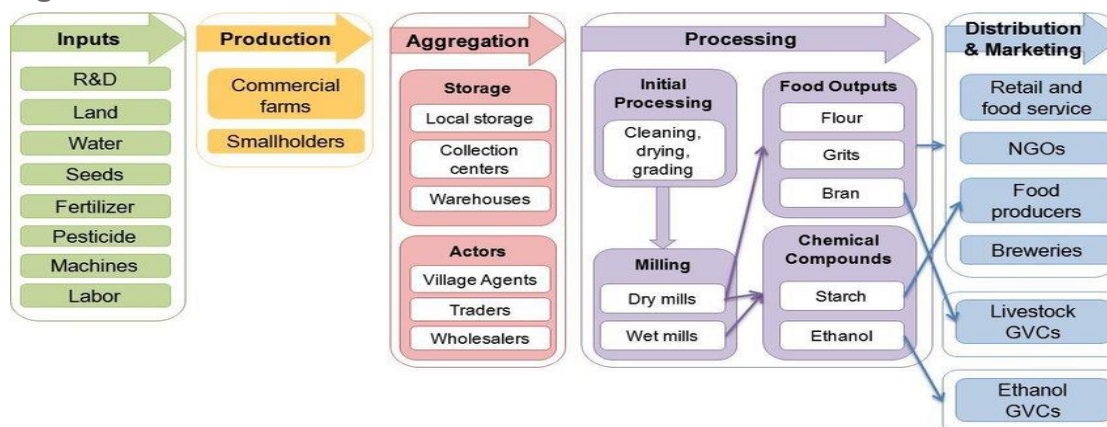 Inputs
R&D
Land
Water
Seeds
Fertilizer
Pesticide
Machines
Labor
Production
Commercial
farms
Smallholders
Aggregation
Storage
Local storage
Collection
centers
Warehouses
Actors
Village Agents
Traders
Wholesalers
Processing
Initial
Processing
Cleaning,
drying,
grading
Milling
Dry mills
Wet mills
Food Outputs
Flour
Grits
Bran
Chemical
Compounds
Starch
Ethanol
Distribution
& Marketing
Retail and
food service
NGOs
Food
producers
Breweries
Livestock
GVCs
Ethanol
GVCs